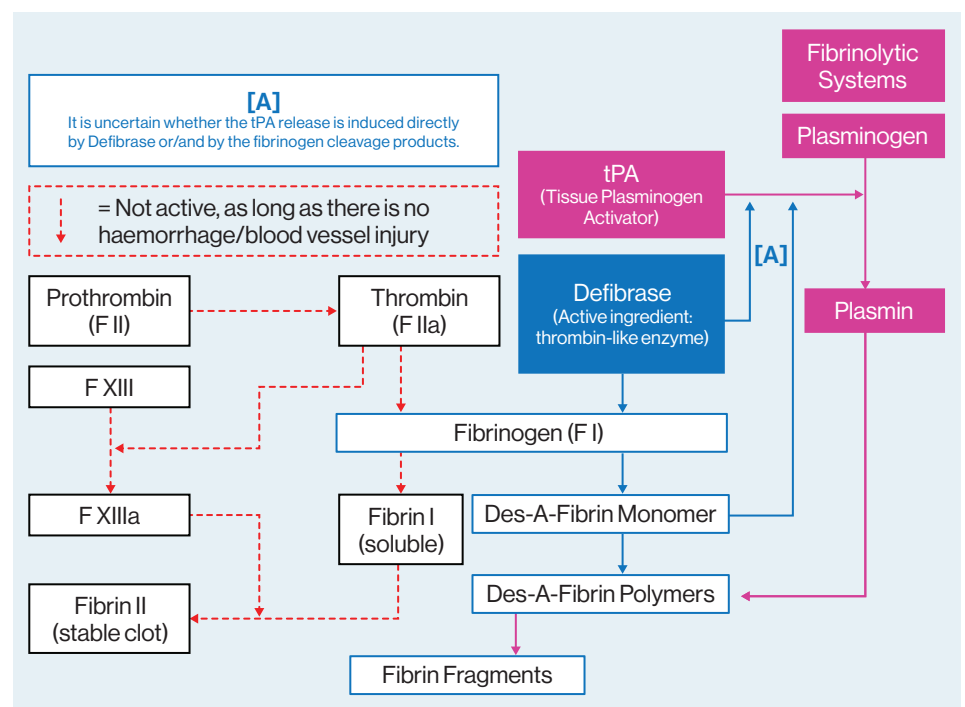 Fibrinolytic
Systems
[A]
It is uncertain whether the tPA release is induced directly
by Defibrase or/and by the fibrinogen cleavage products.
Plasminogen
tPA
(Tissue Plasminogen
Activator)
= Not active, as long as there is no
haemorrhage/blood vessel injury
[A]
Prothrombin
(F II)
Thrombin
(F IIa)
Defibrase
(Active ingredient:
thrombin-like enzyme)
Plasmin
F XIII
Fibrinogen (F I)
F XIIIa
Fibrin I
(soluble)
Des-A-Fibrin Monomer
Fibrin II
(stable clot)
Des-A-Fibrin Polymers
Fibrin Fragments